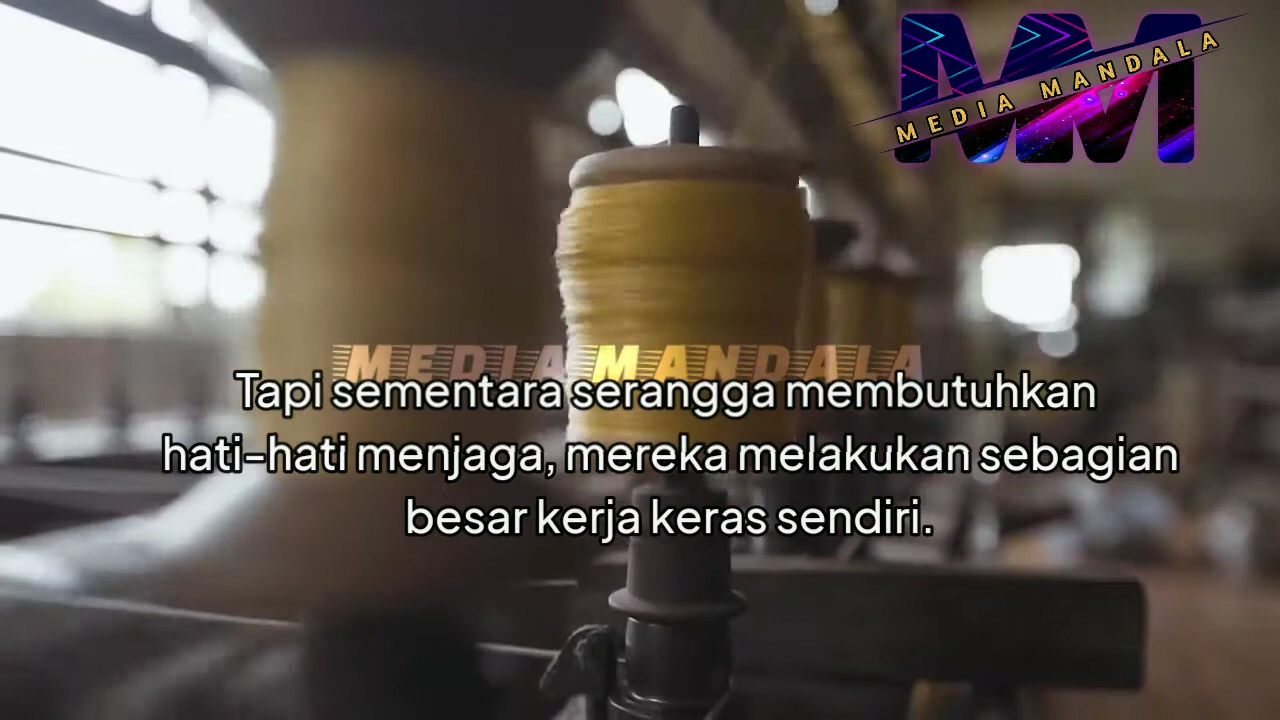 MEDIA MANDALA
MEDIA MANDALA
Tapi sementara serangga membutuhkan
hati-hati menjaga, mereka melakukan sebagian
besar kerja keras sendiri.